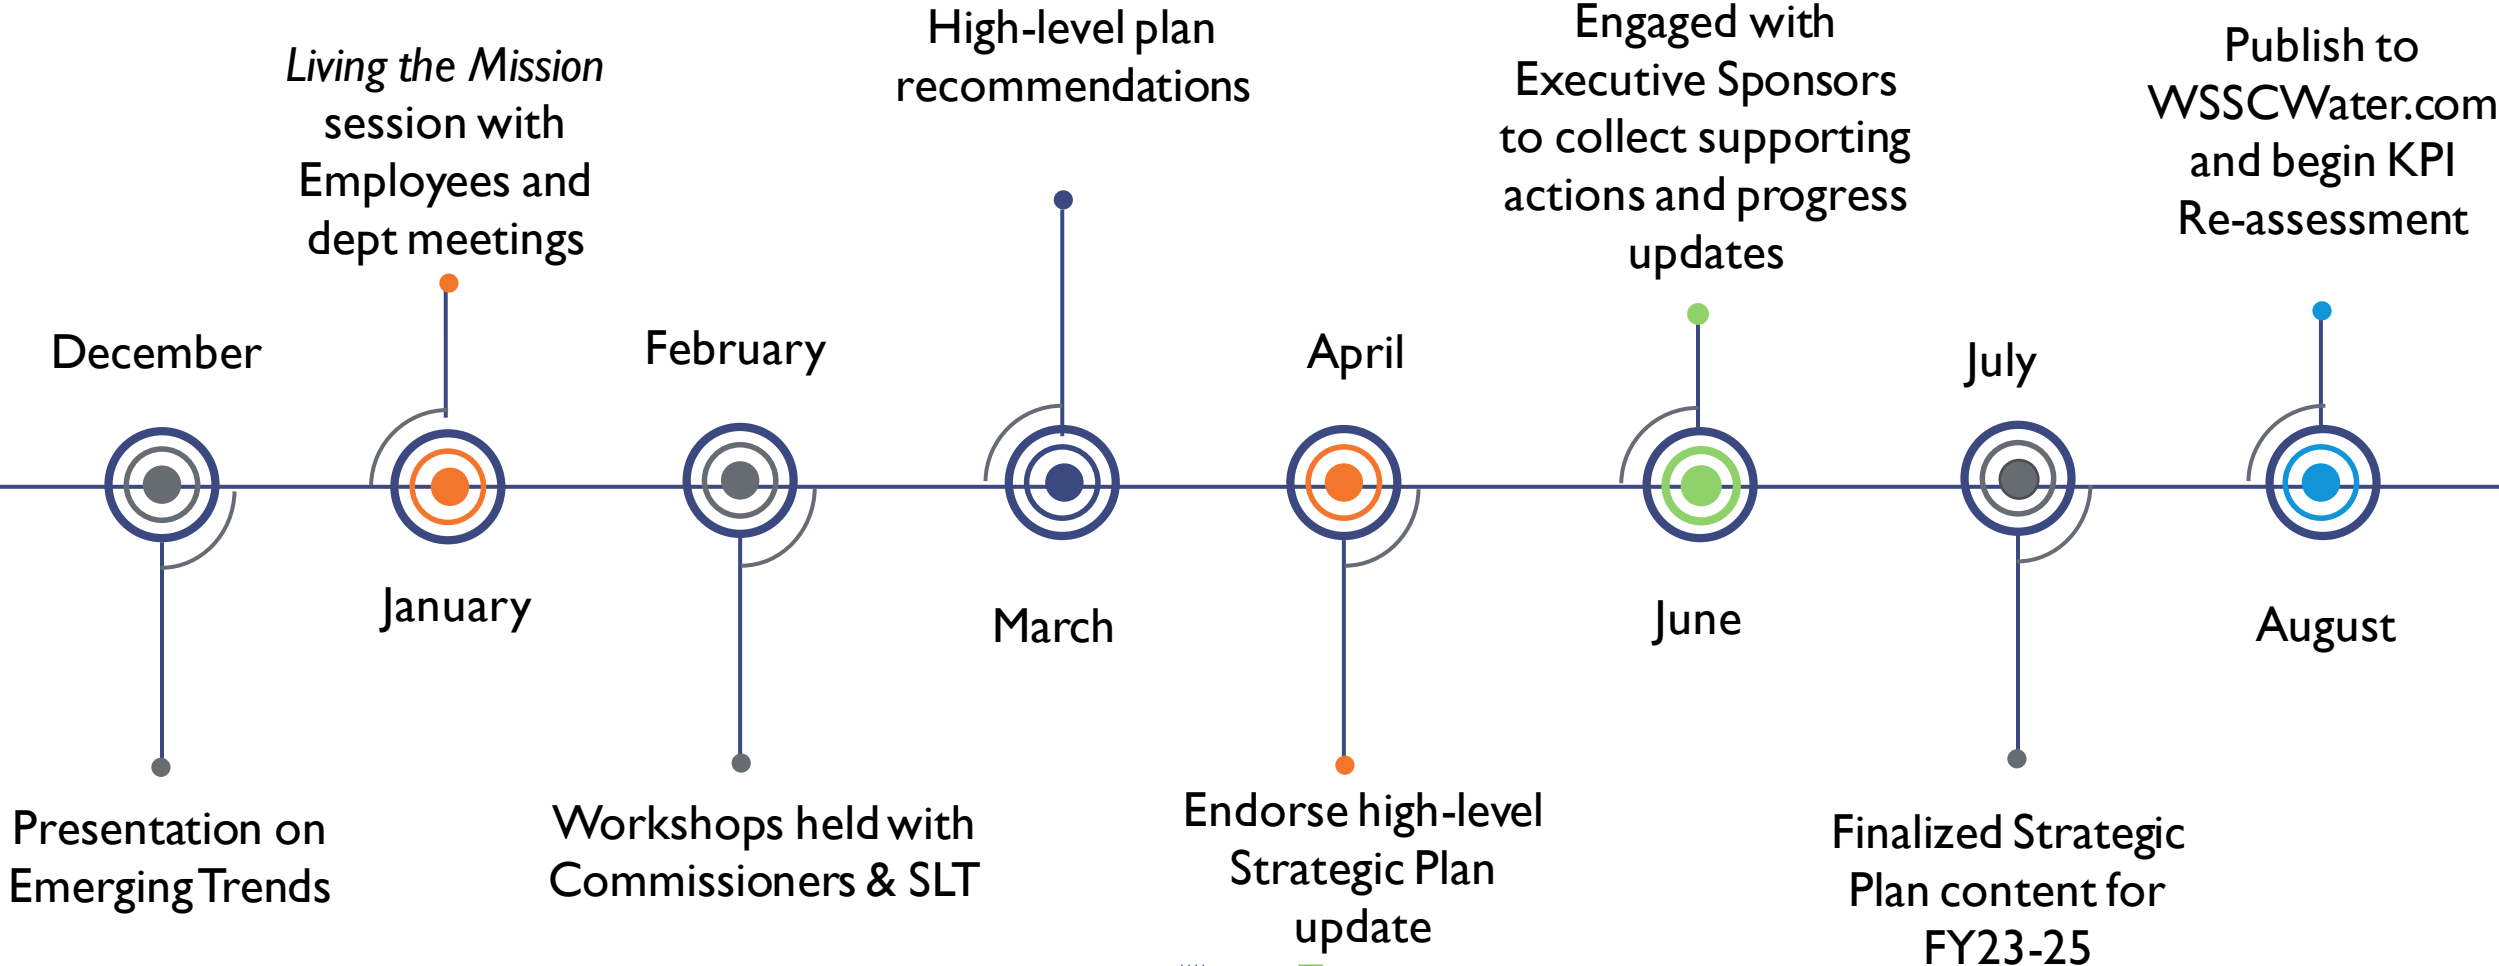 December
Presentation on
Emerging Trends
Living the Mission
session with
Employees and
dept meetings
January
February
Workshops held with
Commissioners & SLT
High-level plan
recommendations
March
April
Endorse high-level
Strategic Plan
update
Engaged with
Executive Sponsors
to collect supporting
actions and progress
updates
June
July
Finalized Strategic
Plan content for
FY23-25
Publish to
WSSCWater.com
and begin KPI
Re-assessment
August